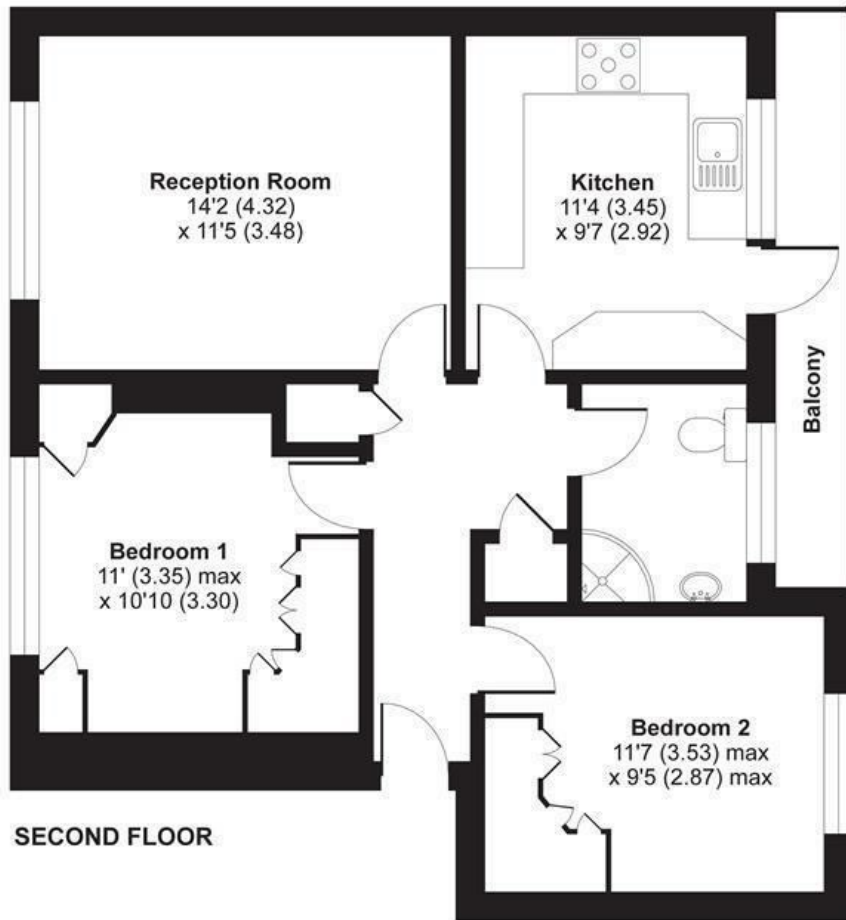 Reception Room
14'2 (4.32)
x 11'5 (3.48)
Kitchen
11'4 (3.45)
x 9'7 (2.92)
Balcony
Bedroom 1
11' (3.35) max
x 10'10 (3.30)
Bedroom 2
11'7 (3.53) max
x 9'5 (2.87) max
SECOND FLOOR